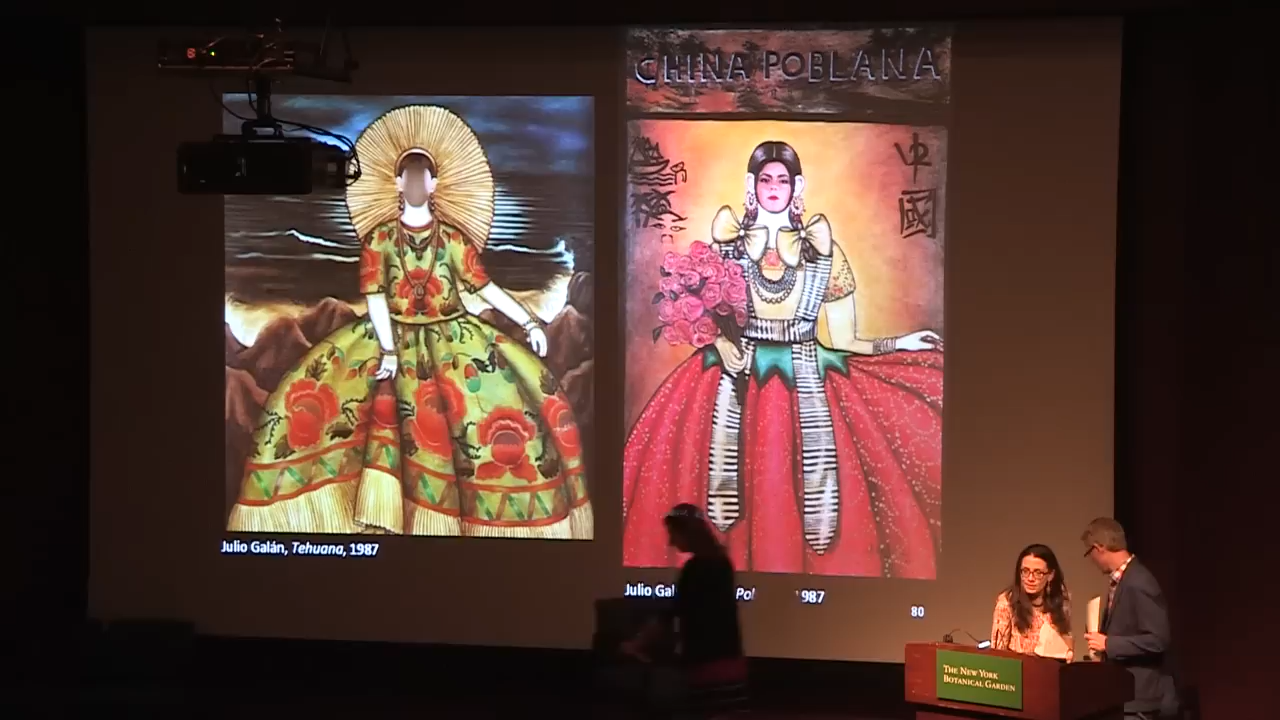 CHINA POBLANA
中
國
Julio Galán, Tehuana, 1987
Julio Gal Pol 1987
80
THE NEW YORK
BOTANICAL GARDEN